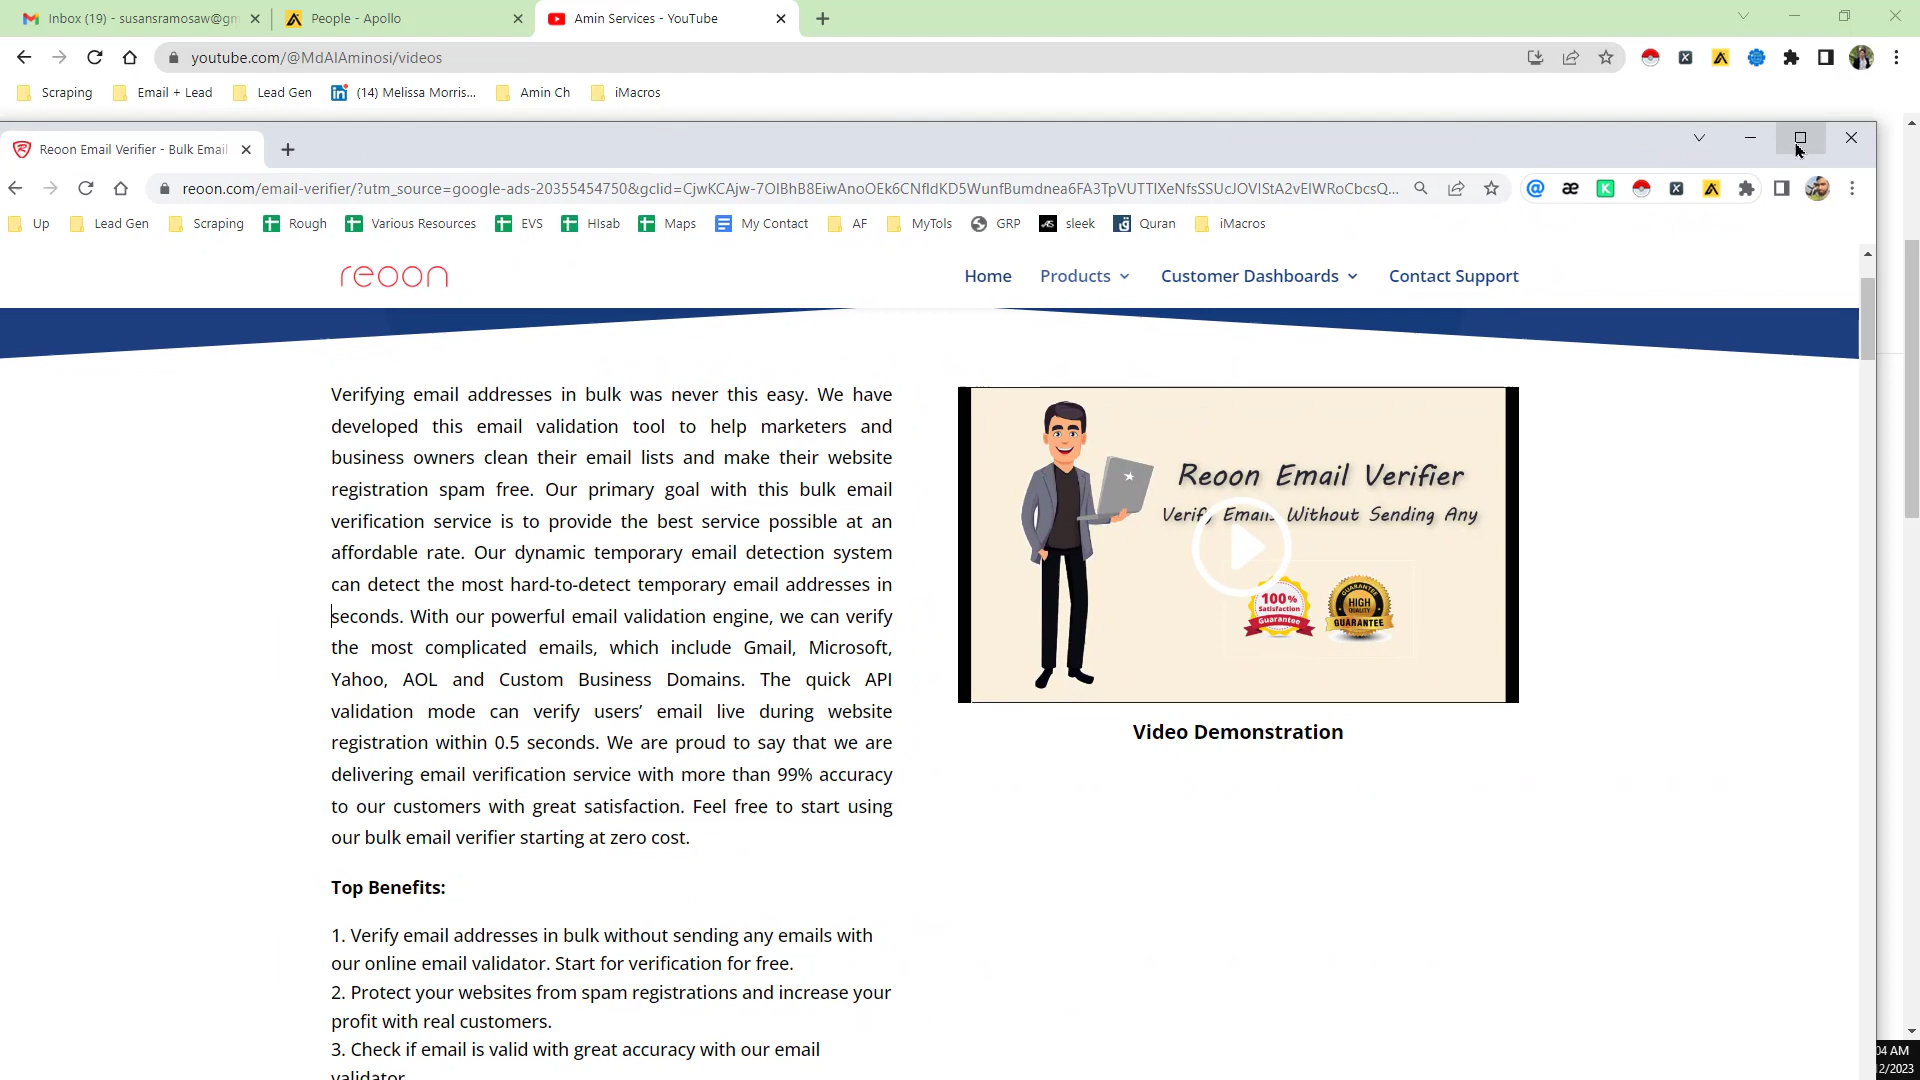 Inbox (19) - susansramosaw@gm
People - Apollo
Amin Services - YouTube
youtube.com/@MdAlAminosi/videos
Scraping
Email + Lead
Lead Gen
(14) Melissa Morris...
Amin Ch
iMacros
Reoon Email Verifier - Bulk Email
reoon.com/email-verifier/?utm_source=google-ads-20355454750&gclid=CjwKCAjw-7OlBhB8EiwAnoOEk6CNfldKD5WunfBumdnea6FA3TpVUTTIXeNfsSSUcJOVIStA2vEIWRoCbcsQ...
Up
Lead Gen
Scraping
Rough
Various Resources
EVS
HIsab
Maps
My Contact
AF
MyTols
GRP
sleek
Quran
iMacros
reoon
Home
Products
Customer Dashboards
Contact Support
Verifying email addresses in bulk was never this easy. We have
developed this email validation tool to help marketers and
business owners clean their email lists and make their website
registration spam free. Our primary goal with this bulk email
verification service is to provide the best service possible at an
affordable rate. Our dynamic temporary email detection system
can detect the most hard-to-detect temporary email addresses in
seconds. With our powerful email validation engine, we can verify
the most complicated emails, which include Gmail, Microsoft,
Yahoo, AOL and Custom Business Domains. The quick API
validation mode can verify users’ email live during website
registration within 0.5 seconds. We are proud to say that we are
delivering email verification service with more than 99% accuracy
to our customers with great satisfaction. Feel free to start using
our bulk email verifier starting at zero cost.
Reoon Email Verifier
Verify Emails Without Sending Any
100%
Satisfaction
Guarantee
HIGH
QUALITY
GUARANTEE
Video Demonstration
Top Benefits:
1. Verify email addresses in bulk without sending any emails with
our online email validator. Start for verification for free.
2. Protect your websites from spam registrations and increase your
profit with real customers.
3. Check if email is valid with great accuracy with our email
validator
04 AM
2/2023